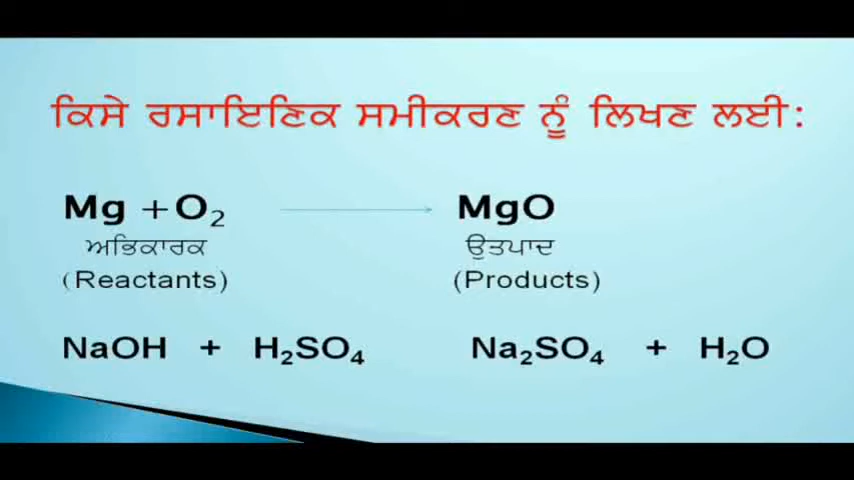 ਕਿਸੇ ਰਸਾਇਣਿਕ ਸਮੀਕਰਣ ਨੂੰ ਲਿਖਣ ਲਈ:
Mg + O₂ → MgO
ਅਭਿਕਾਰਕ ਉਤਪਾਦ
(Reactants) (Products)
NaOH + H₂SO₄ Na₂SO₄ + H₂O